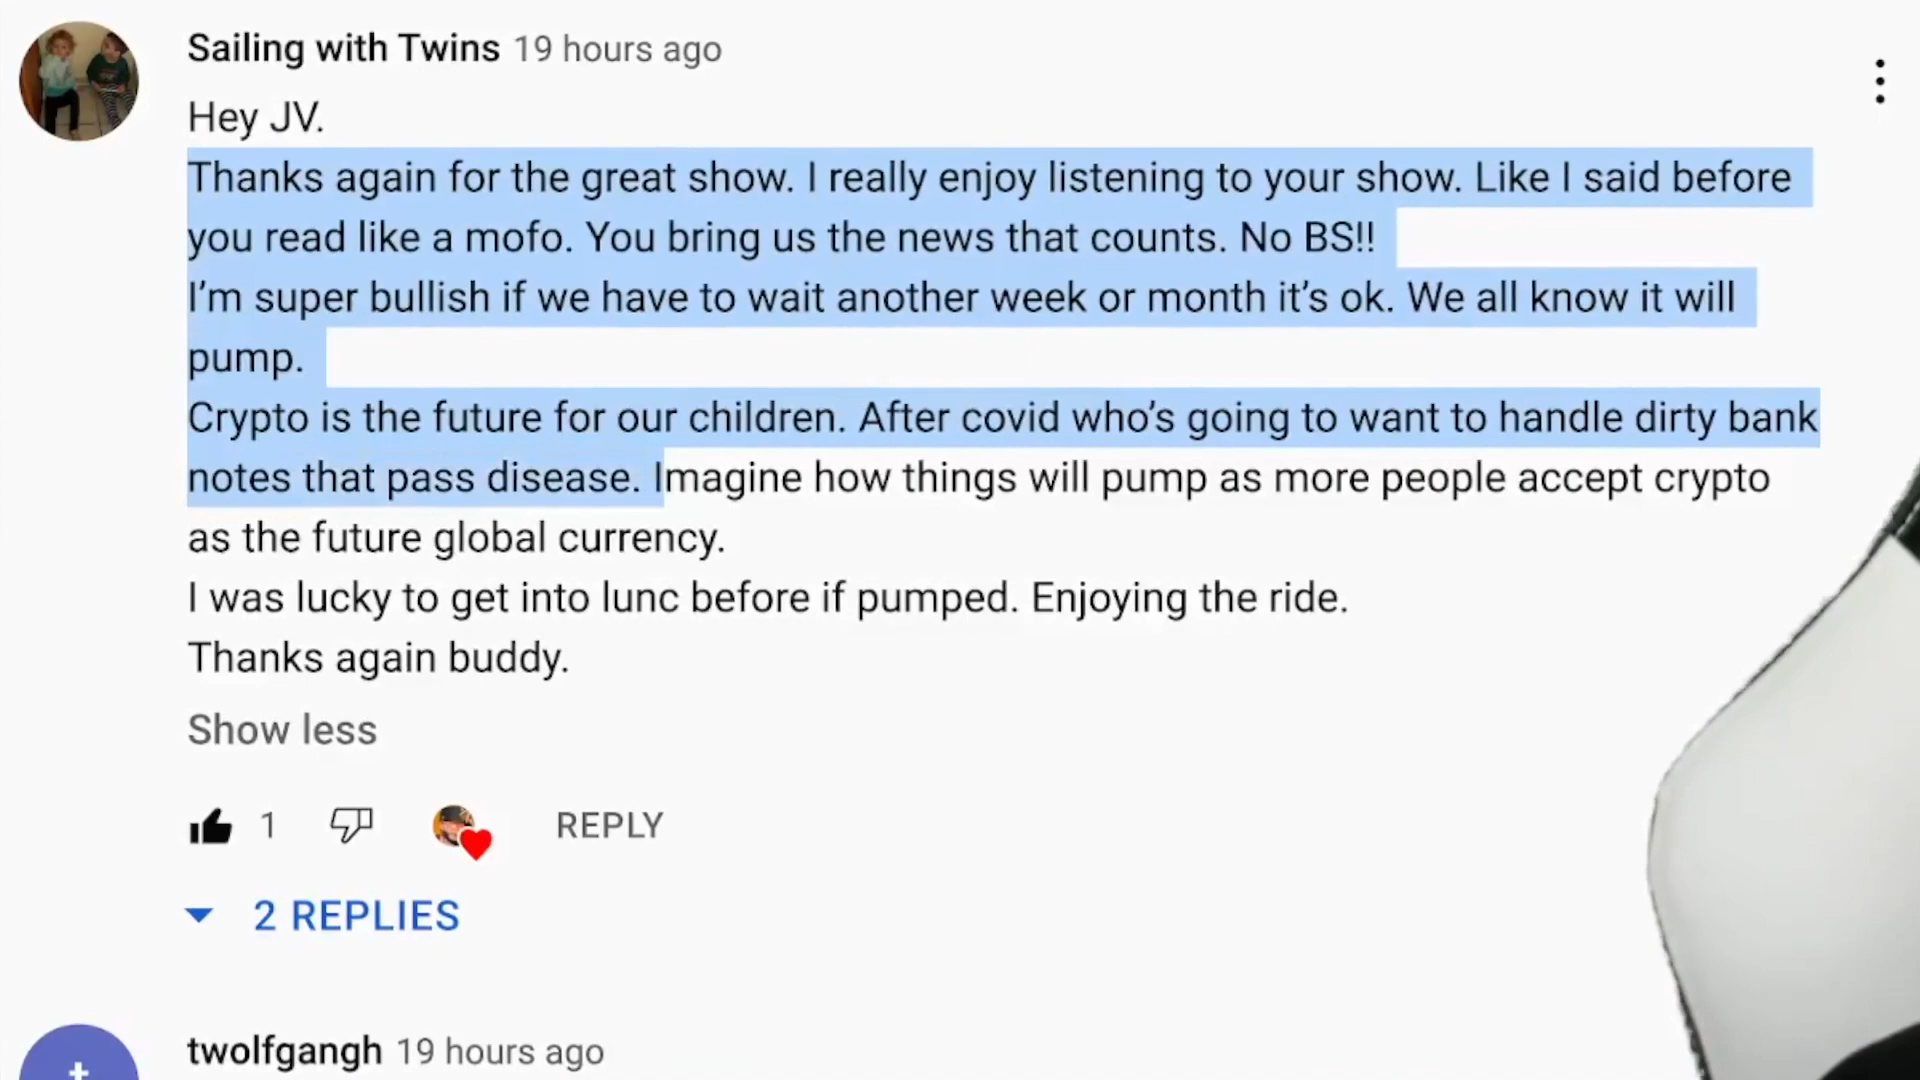 Sailing with Twins 19 hours ago
Hey JV.
Thanks again for the great show. I really enjoy listening to your show. Like I said before
you read like a mofo. You bring us the news that counts. No BS!!
I’m super bullish if we have to wait another week or month it’s ok. We all know it will
pump.
Crypto is the future for our children. After covid who’s going to want to handle dirty bank
notes that pass disease. Imagine how things will pump as more people accept crypto
as the future global currency.
I was lucky to get into lunc before if pumped. Enjoying the ride.
Thanks again buddy.
Show less
1 REPLY
2 REPLIES
twolfgangh 19 hours ago